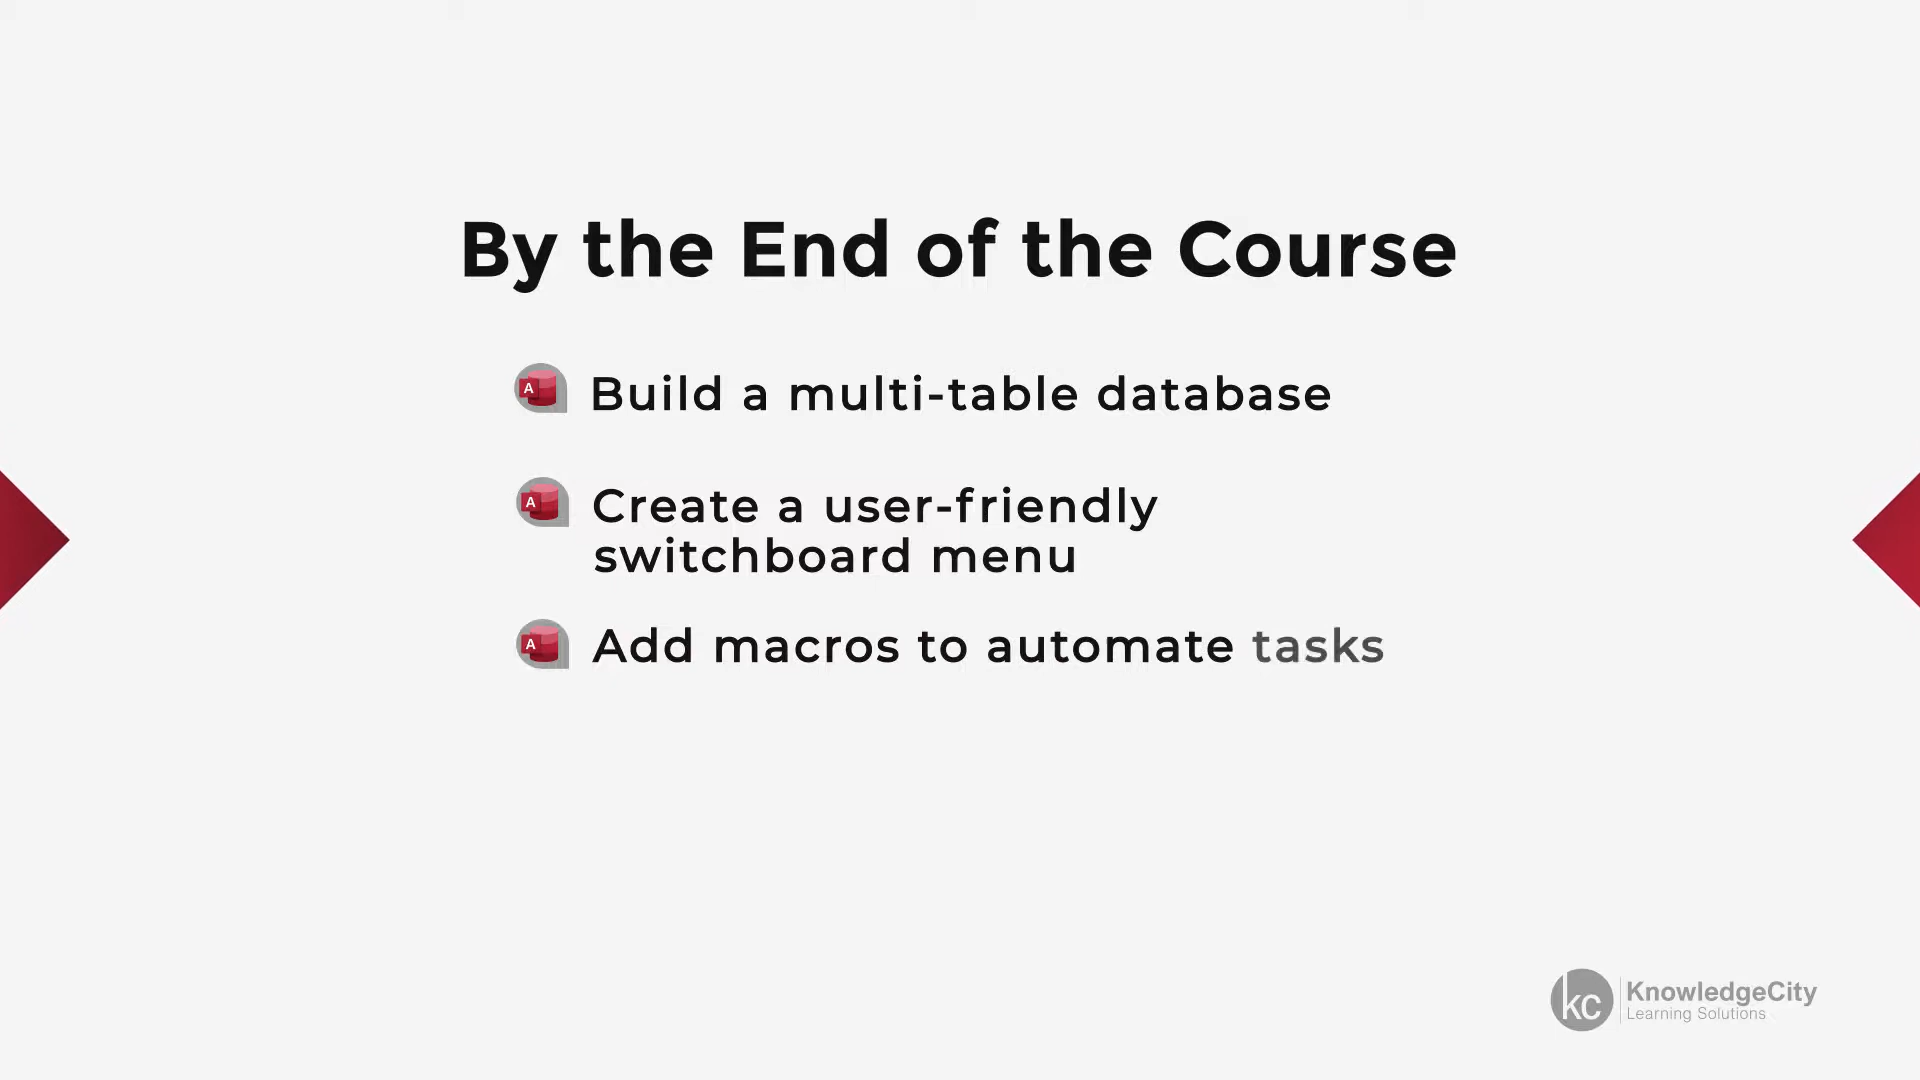 By the End of the Course
A Build a multi-table database
A Create a user-friendly
switchboard menu
A Add macros to automate tasks
kc KnowledgeCity
Learning Solutions